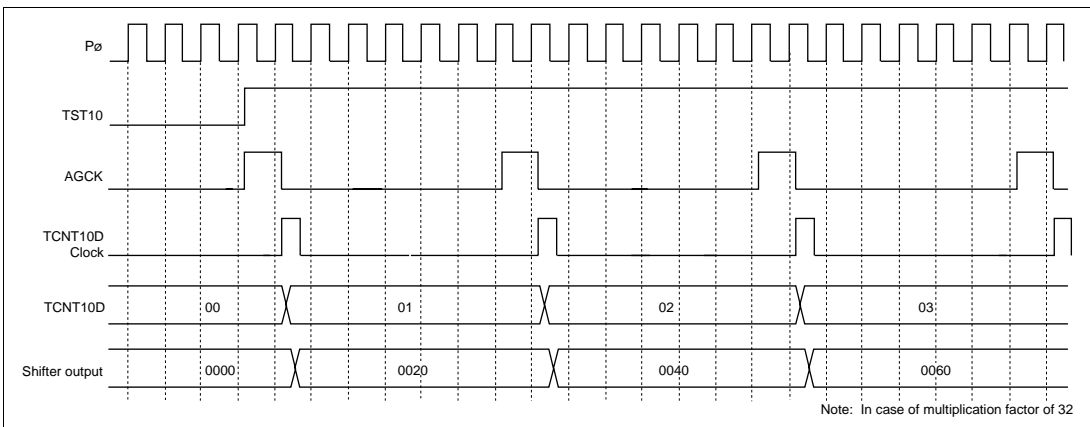 Pø
TST10
AGCK
TCNT10D
Clock
TCNT10D 00 01 02 03
Shifter output 0000 0020 0040 0060
Note: In case of multiplication factor of 32